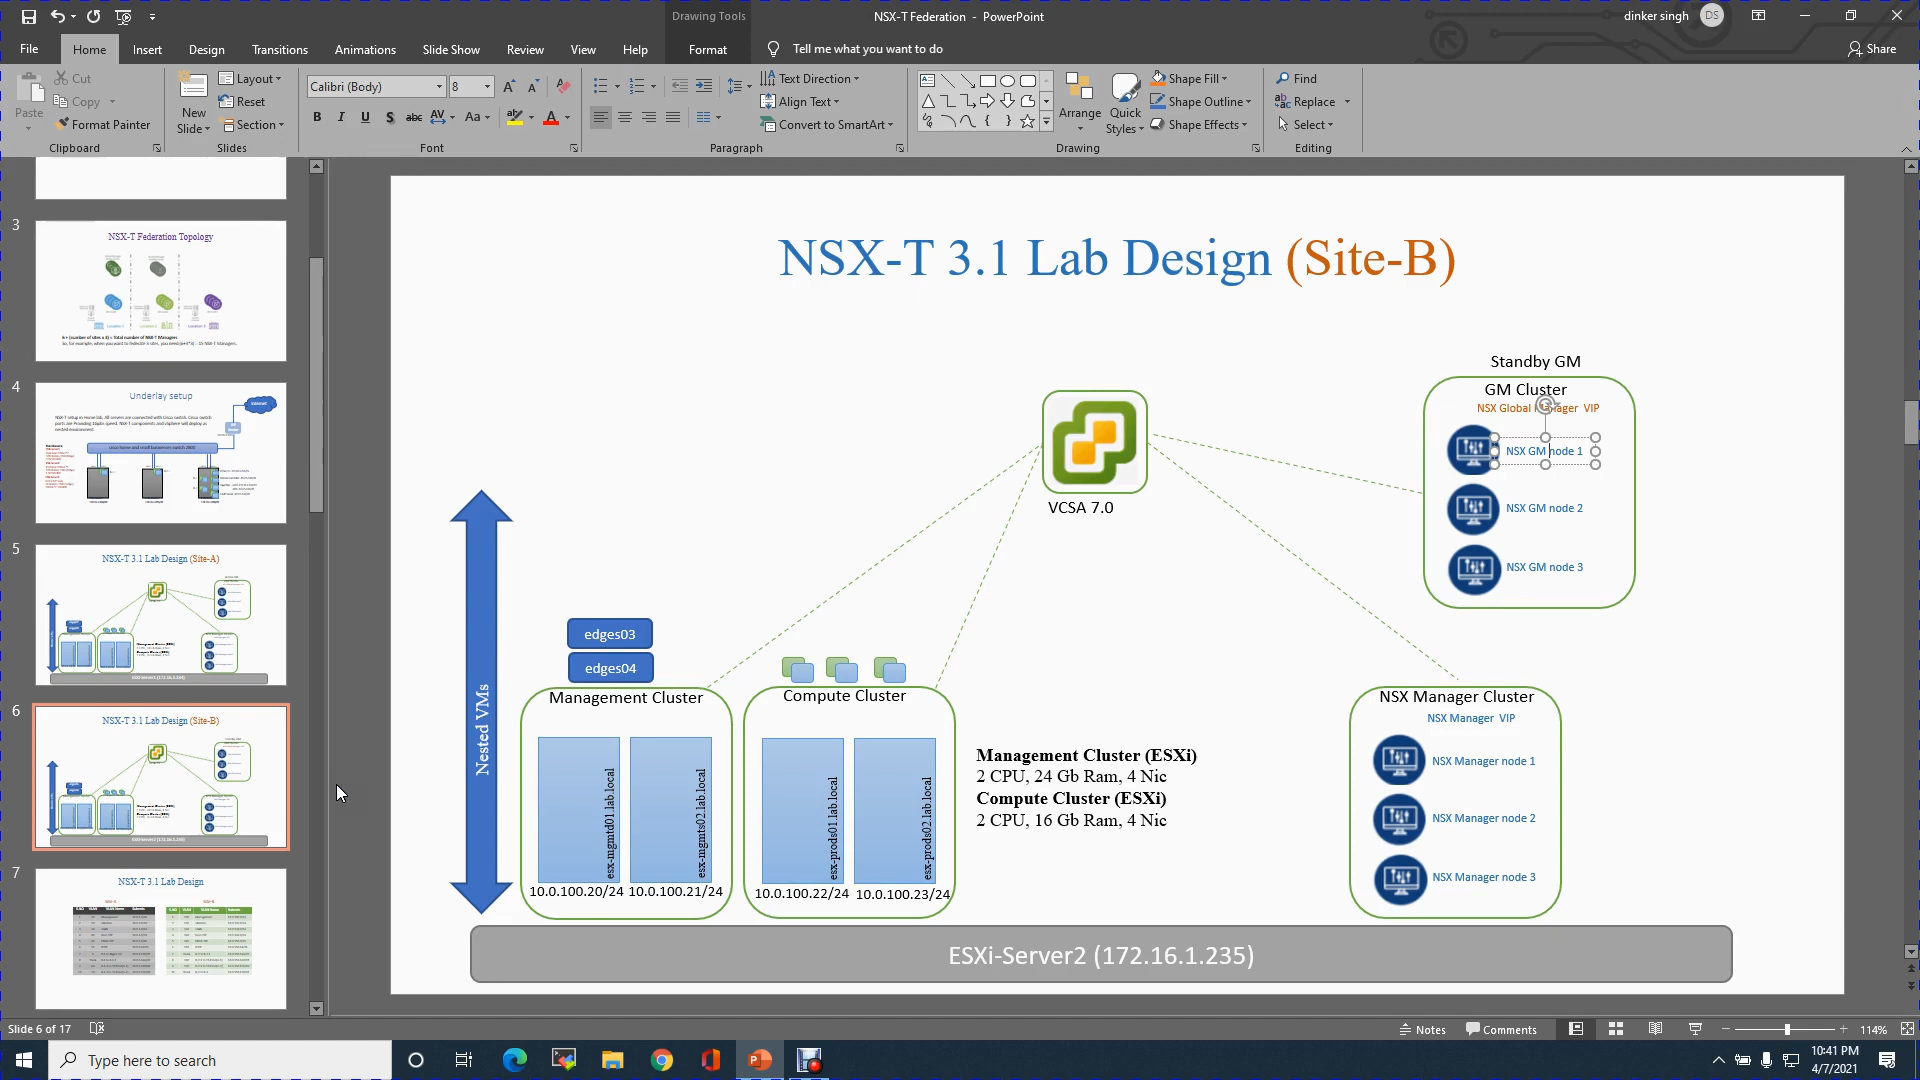 NSX-T Federation - PowerPoint
Drawing Tools
dinker singh
DS
File
Home
Insert
Design
Transitions
Animations
Slide Show
Review
View
Help
Format
Tell me what you want to do
Share
Paste
Cut
Copy
Format Painter
Clipboard
New Slide
Layout
Reset
Section
Slides
Calibri (Body)
8
Font
Text Direction
Align Text
Convert to SmartArt
Paragraph
Arrange
Quick Styles
Shape Fill
Shape Outline
Shape Effects
Drawing
Find
Replace
Select
Editing
3
NSX-T Federation Topology
4
Underlay setup
5
NSX-T 3.1 Lab Design (Site-A)
6
NSX-T 3.1 Lab Design (Site-B)
7
NSX-T 3.1 Lab Design
NSX-T 3.1 Lab Design (Site-B)
Standby GM
GM Cluster
VIP
NSX GM node 1
NSX GM node 2
NSX GM node 3
VCSA 7.0
Nested VMs
edges03
edges04
Management Cluster
esx-mgmtd01.lab.local
esx-mgmts02.lab.local
10.0.100.20/24
10.0.100.21/24
Compute Cluster
esx-prods01.lab.local
esx-prods02.lab.local
10.0.100.22/24
10.0.100.23/24
Management Cluster (ESXi)
2 CPU, 24 Gb Ram, 4 Nic
Compute Cluster (ESXi)
2 CPU, 16 Gb Ram, 4 Nic
NSX Manager Cluster
NSX Manager VIP
NSX Manager node 1
NSX Manager node 2
NSX Manager node 3
ESXi-Server2 (172.16.1.235)
Slide 6 of 17
Notes
Comments
114%
Type here to search
10:41 PM
4/7/2021